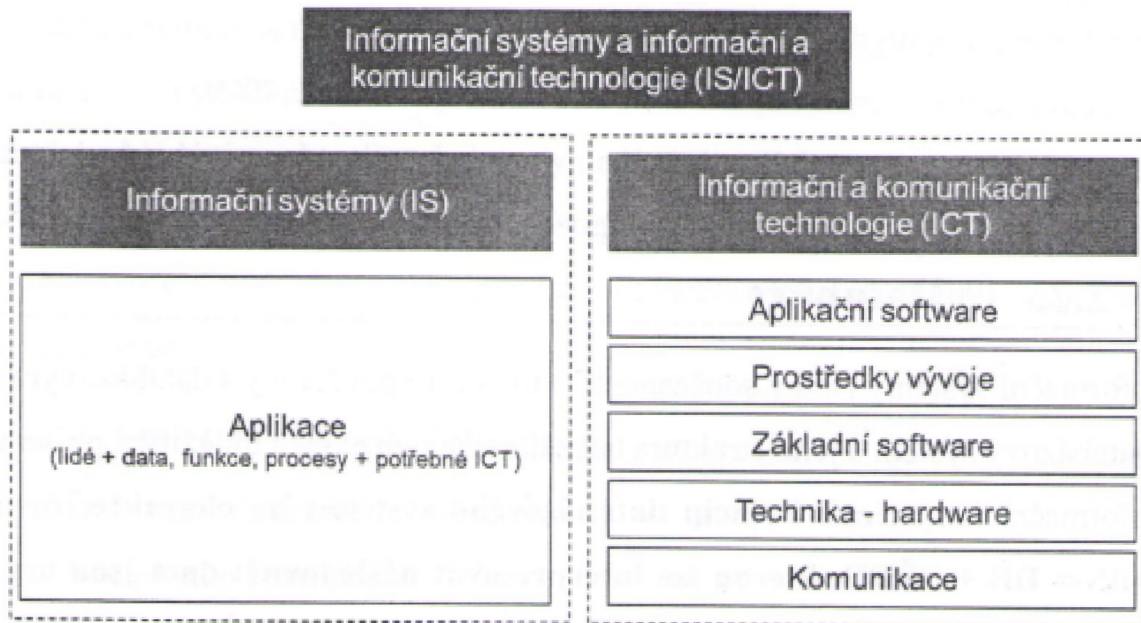 Informační systémy a informační a
komunikační technologie (IS/ICT)
Informační systémy (IS)
Aplikace
(lidé + data, funkce, procesy + potřebné ICT)
Informační a komunikační
technologie (ICT)
Aplikační software
Prostředky vývoje
Základní software
Technika - hardware
Komunikace